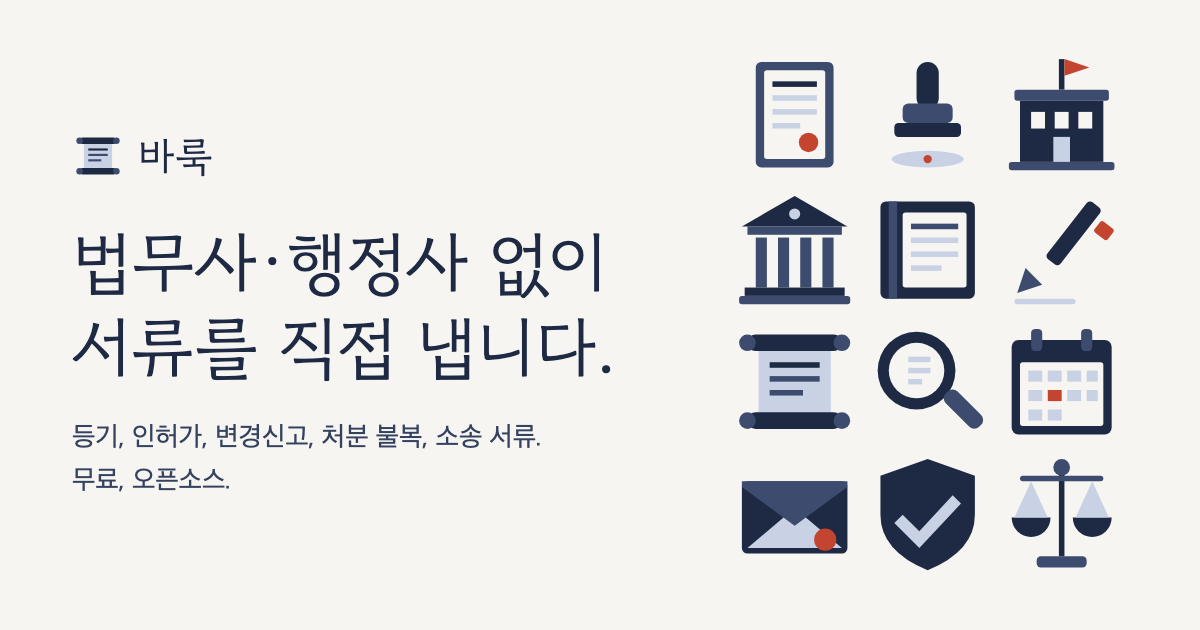 바룩
법무사·행정사 없이
서류를 직접 냅니다.
등기, 인허가, 변경신고, 처분 불복, 소송 서류.
무료, 오픈소스.